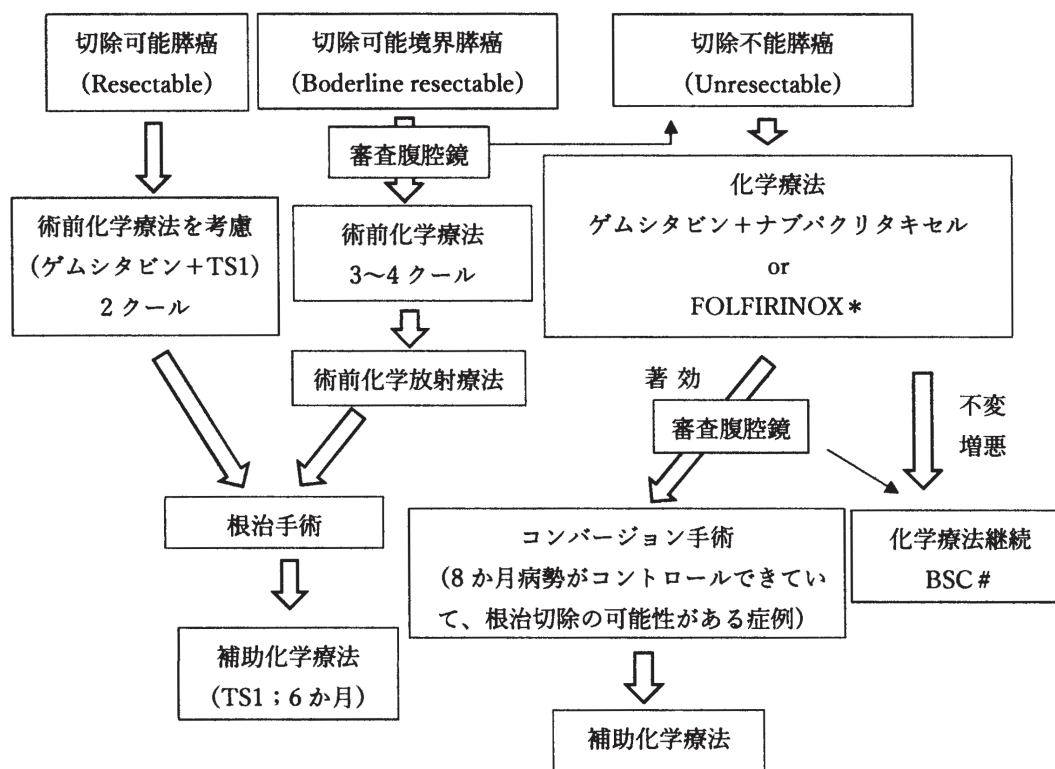 切除可能膵癌
(Resectable)
切除可能境界膵癌
(Boderline resectable)
切除不能膵癌
(Unresectable)
審査腹腔鏡
術前化学療法を考慮
(ゲムシタビン+TS1)
2クール
術前化学療法
3〜4クール
化学療法
ゲムシタビン+ナブパクリタキセル
or
FOLFIRINOX*
術前化学放射療法
著効
審査腹腔鏡
不変
増悪
根治手術
コンバージョン手術
(8か月病勢がコントロールできてい
て、根治切除の可能性がある症例)
化学療法継続
BSC#
補助化学療法
(TS1;6か月)
補助化学療法